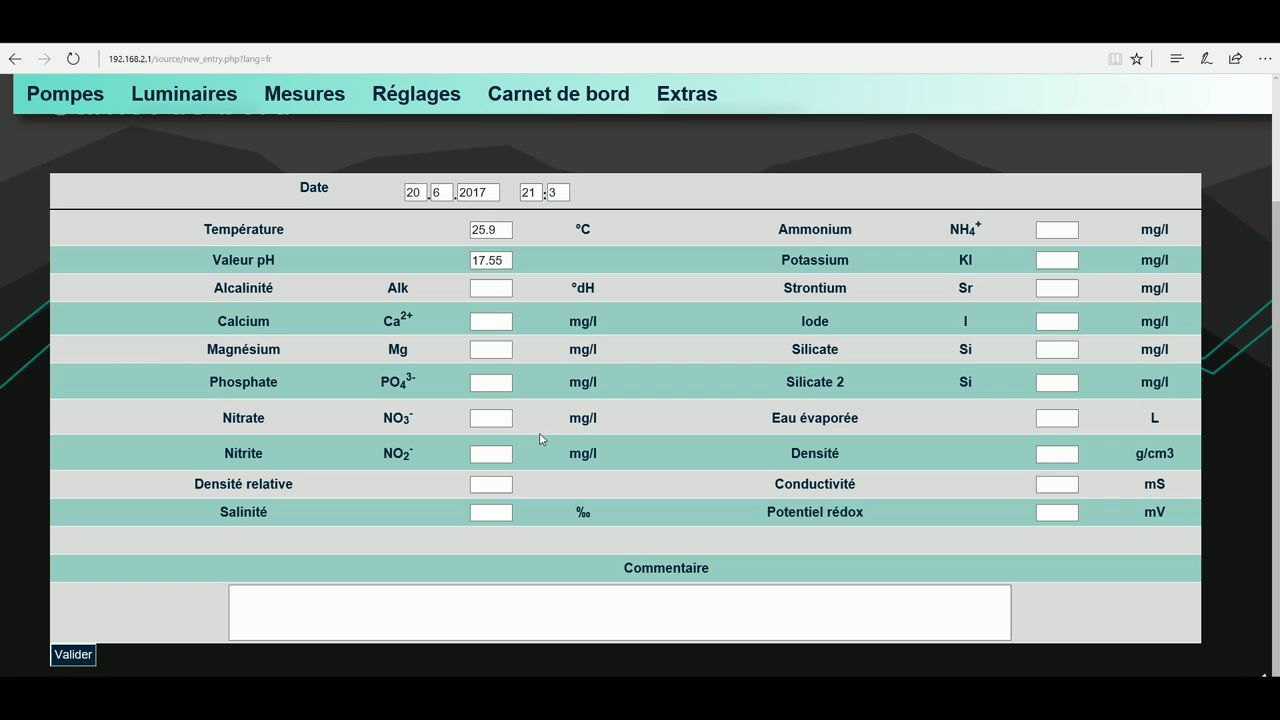 192.168.2.1/source/new_entry.php?lang=fr
Pompes Luminaires Mesures Réglages Carnet de bord Extras
Date 20 . 6 . 2017 21 : 3
Température 25.9 °C Ammonium NH4+ mg/l
Valeur pH 17.55 Potassium KI mg/l
Alcalinité Alk °dH Strontium Sr mg/l
Calcium Ca2+ mg/l Iode I mg/l
Magnésium Mg mg/l Silicate Si mg/l
Phosphate PO43- mg/l Silicate 2 Si mg/l
Nitrate NO3- mg/l Eau évaporée L
Nitrite NO2- mg/l Densité g/cm3
Densité relative Conductivité mS
Salinité ‰ Potentiel rédox mV
Commentaire
Valider